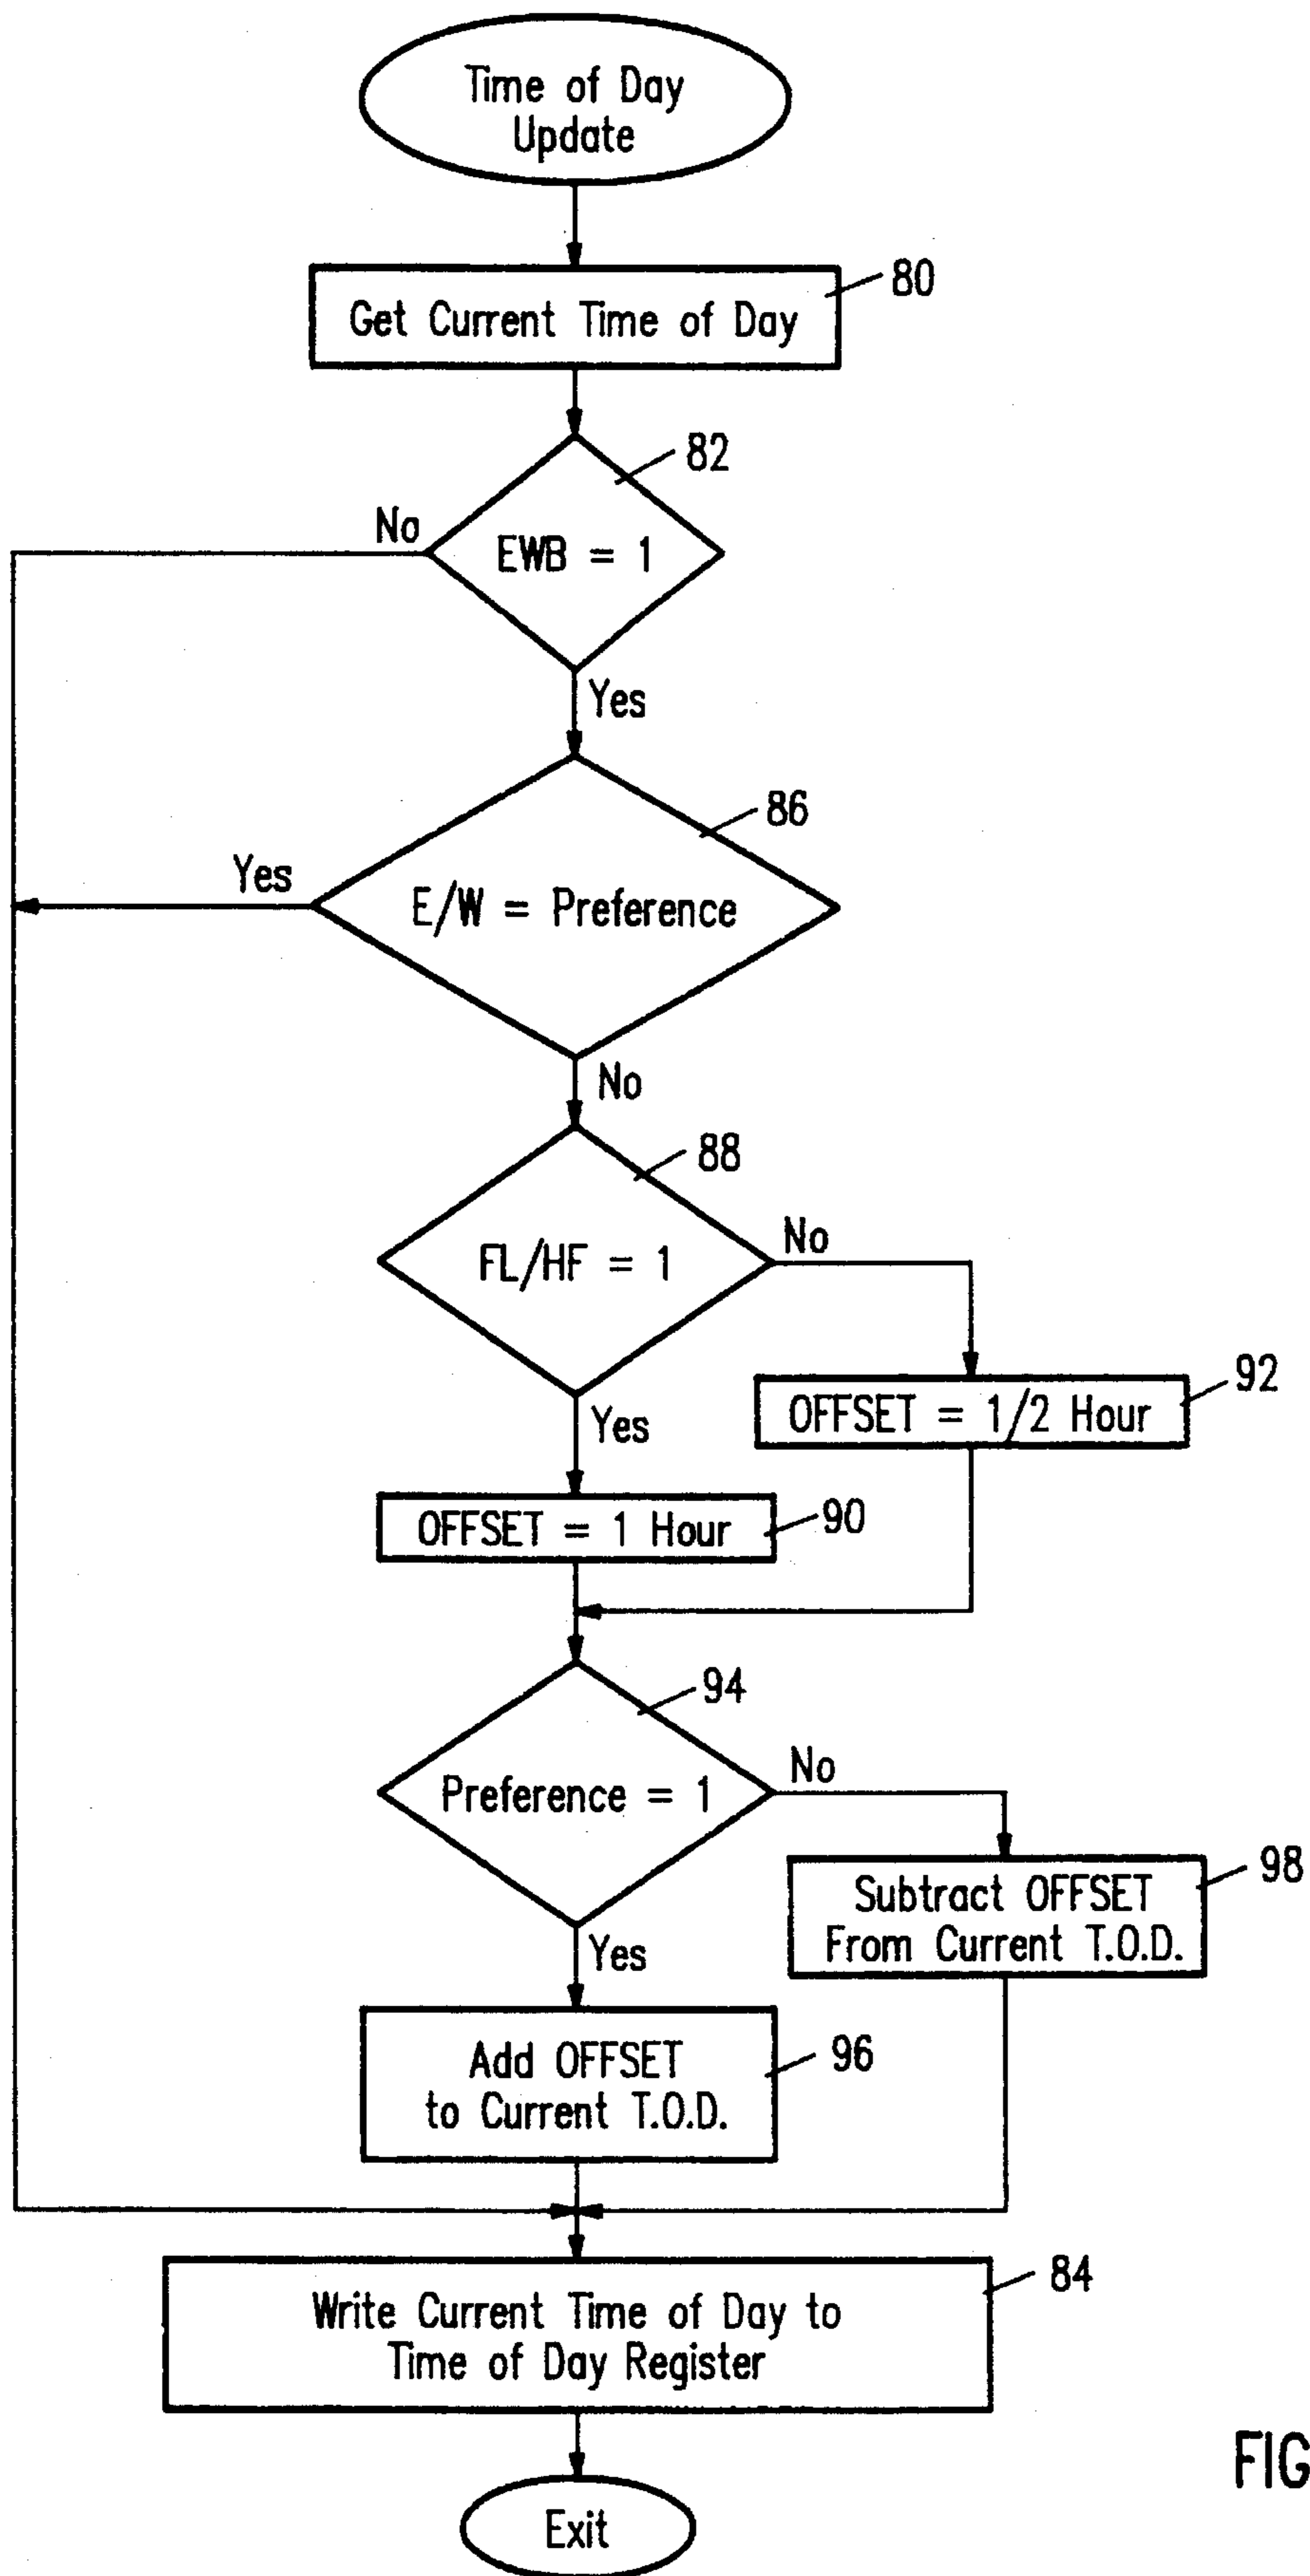 Time of Day
Update
80
Get Current Time of Day
82
No
EWB = 1
Yes
86
Yes
E/W = Preference
No
88
No
FL/HF = 1
92
OFFSET = 1/2 Hour
Yes
90
OFFSET = 1 Hour
94
No
Preference = 1
98
Subtract OFFSET
From Current T.O.D.
Yes
96
Add OFFSET
to Current T.O.D.
84
Write Current Time of Day to
Time of Day Register
FIG
Exit